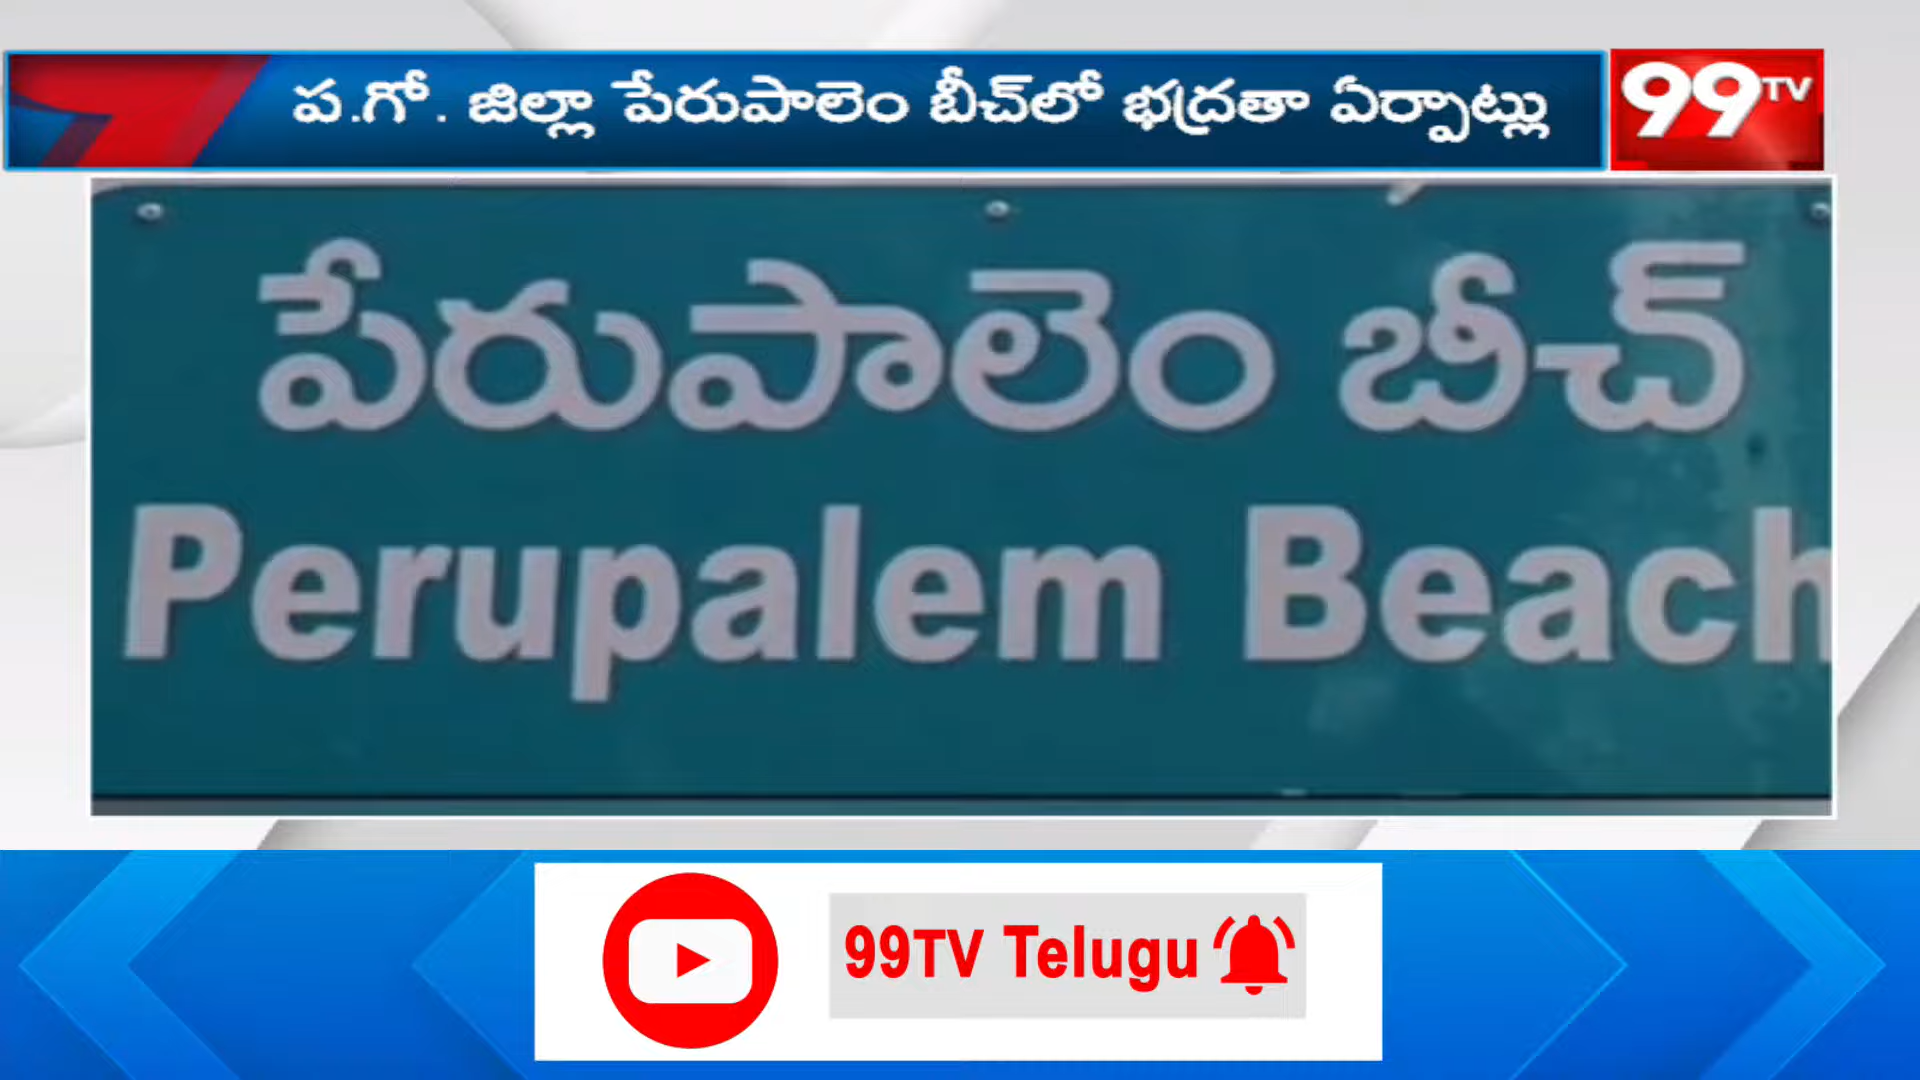 ప.గో. జిల్లా పేరుపాలెం బీచ్‌లో భద్రతా ఏర్పాట్లు
99TV
పేరుపాలెం బీచ్
Perupalem Beach
99TV Telugu